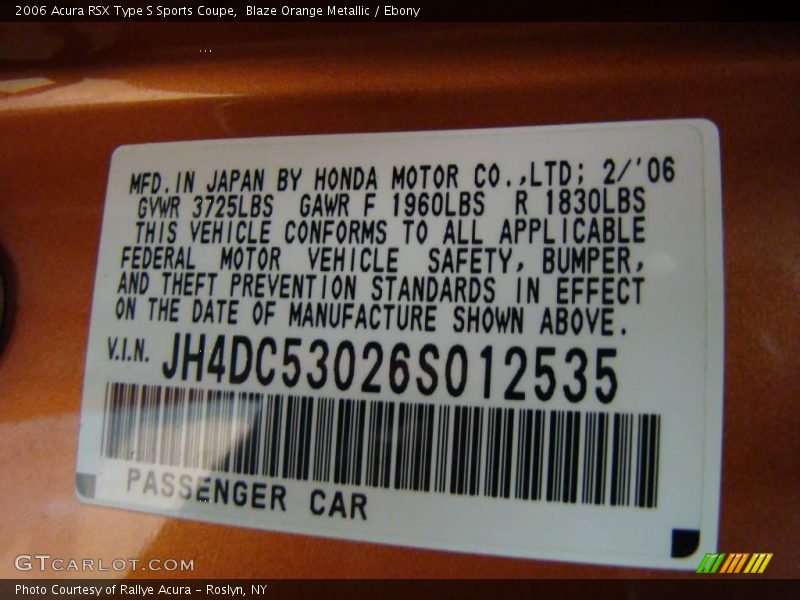 2006 Acura RSX Type S Sports Coupe,  Blaze Orange Metallic / Ebony
MFD. IN JAPAN BY HONDA MOTOR CO.,LTD; 2/'06
GVWR 3725LBS GAWR F 1960LBS R 1830LBS
THIS VEHICLE CONFORMS TO ALL APPLICABLE
FEDERAL MOTOR VEHICLE SAFETY, BUMPER,
AND THEFT PREVENTION STANDARDS IN EFFECT
ON THE DATE OF MANUFACTURE SHOWN ABOVE.
V.I.N. JH4DC53026S012535
PASSENGER CAR
GTCARLOT.COM
Photo Courtesy of Rallye Acura - Roslyn, NY